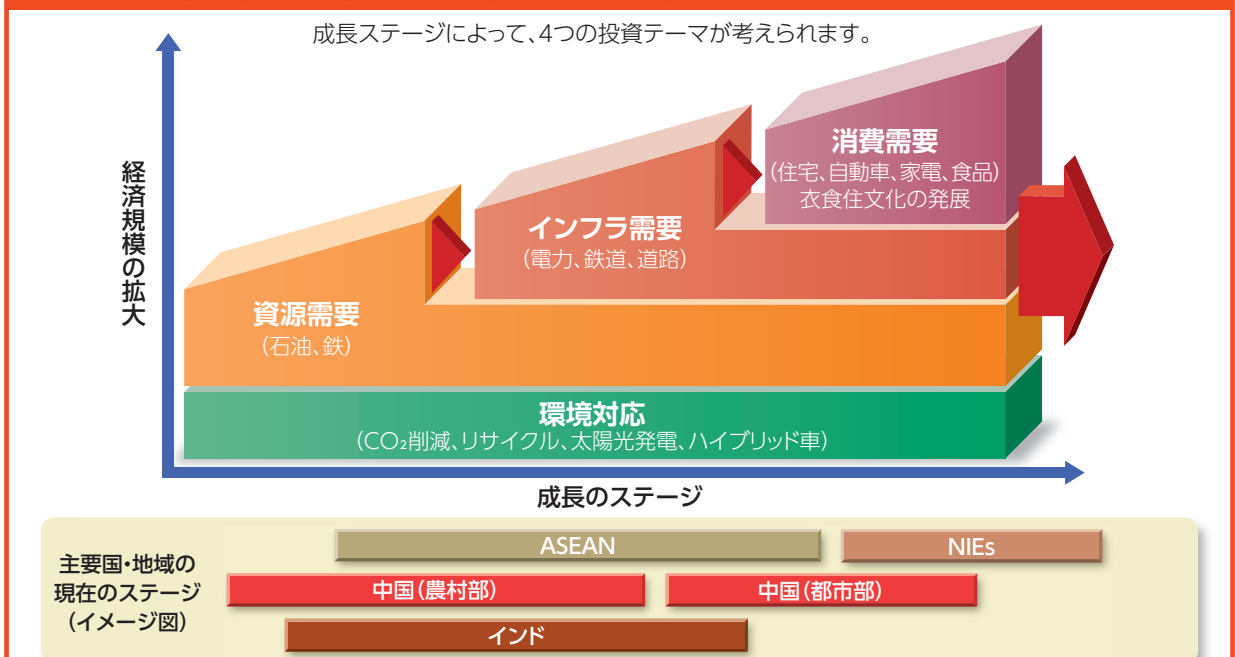 成長ステージによって、4つの投資テーマが考えられます。
経済規模の拡大
消費需要
(住宅、自動車、家電、食品)
衣食住文化の発展
インフラ需要
(電力、鉄道、道路)
資源需要
(石油、鉄)
環境対応
(CO₂削減、リサイクル、太陽光発電、ハイブリッド車)
成長のステージ
主要国・地域の
現在のステージ
(イメージ図)
ASEAN
NIEs
中国(農村部)
中国(都市部)
インド